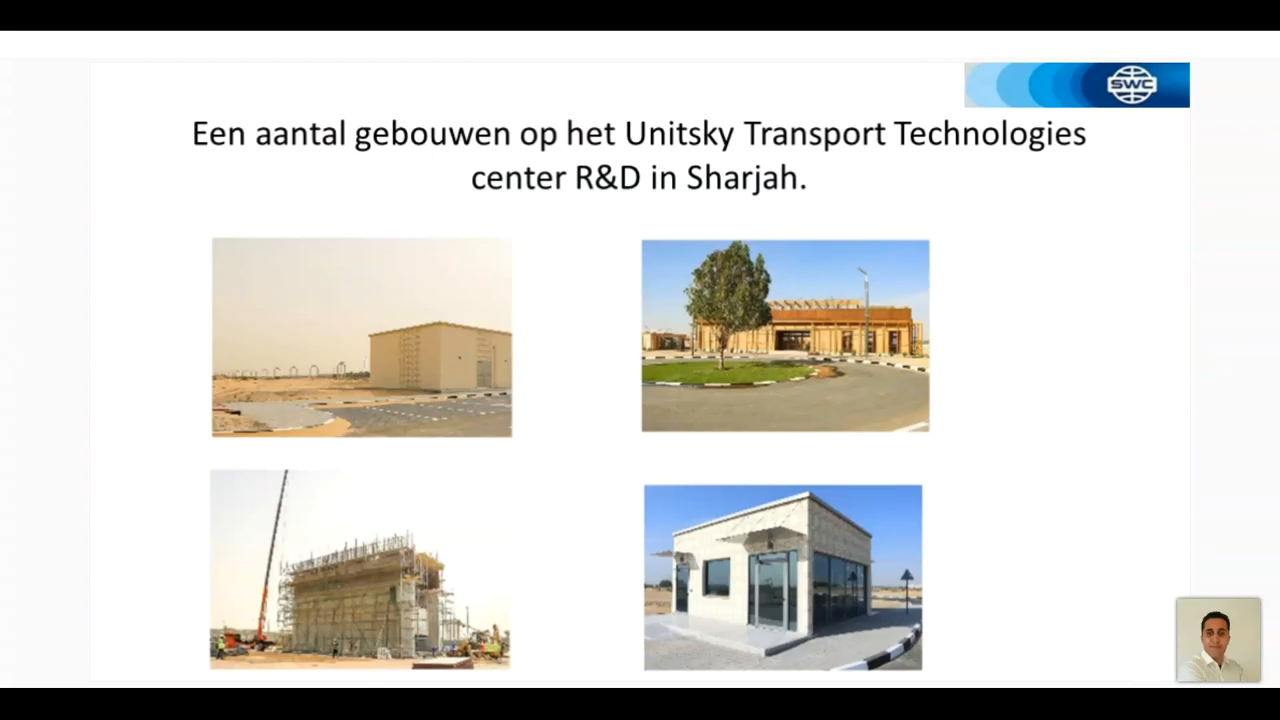 SWC
Een aantal gebouwen op het Unitsky Transport Technologies
center R&D in Sharjah.